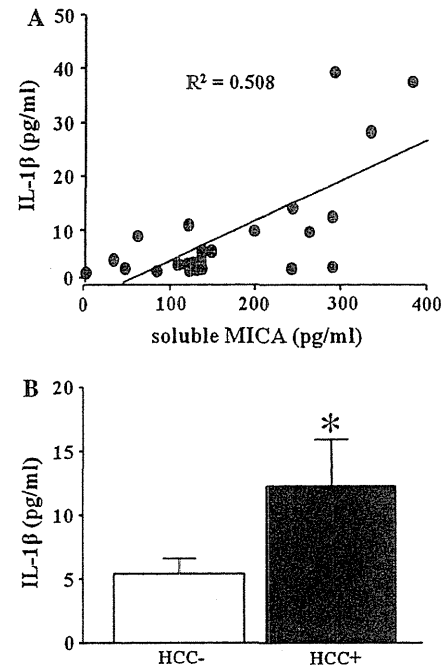 A
50
40
30
20
10
0
IL-1β (pg/ml)
R² = 0.508
0 100 200 300 400
soluble MICA (pg/ml)
B
20
15
10
5
0
IL-1β (pg/ml)
*
HCC- HCC+